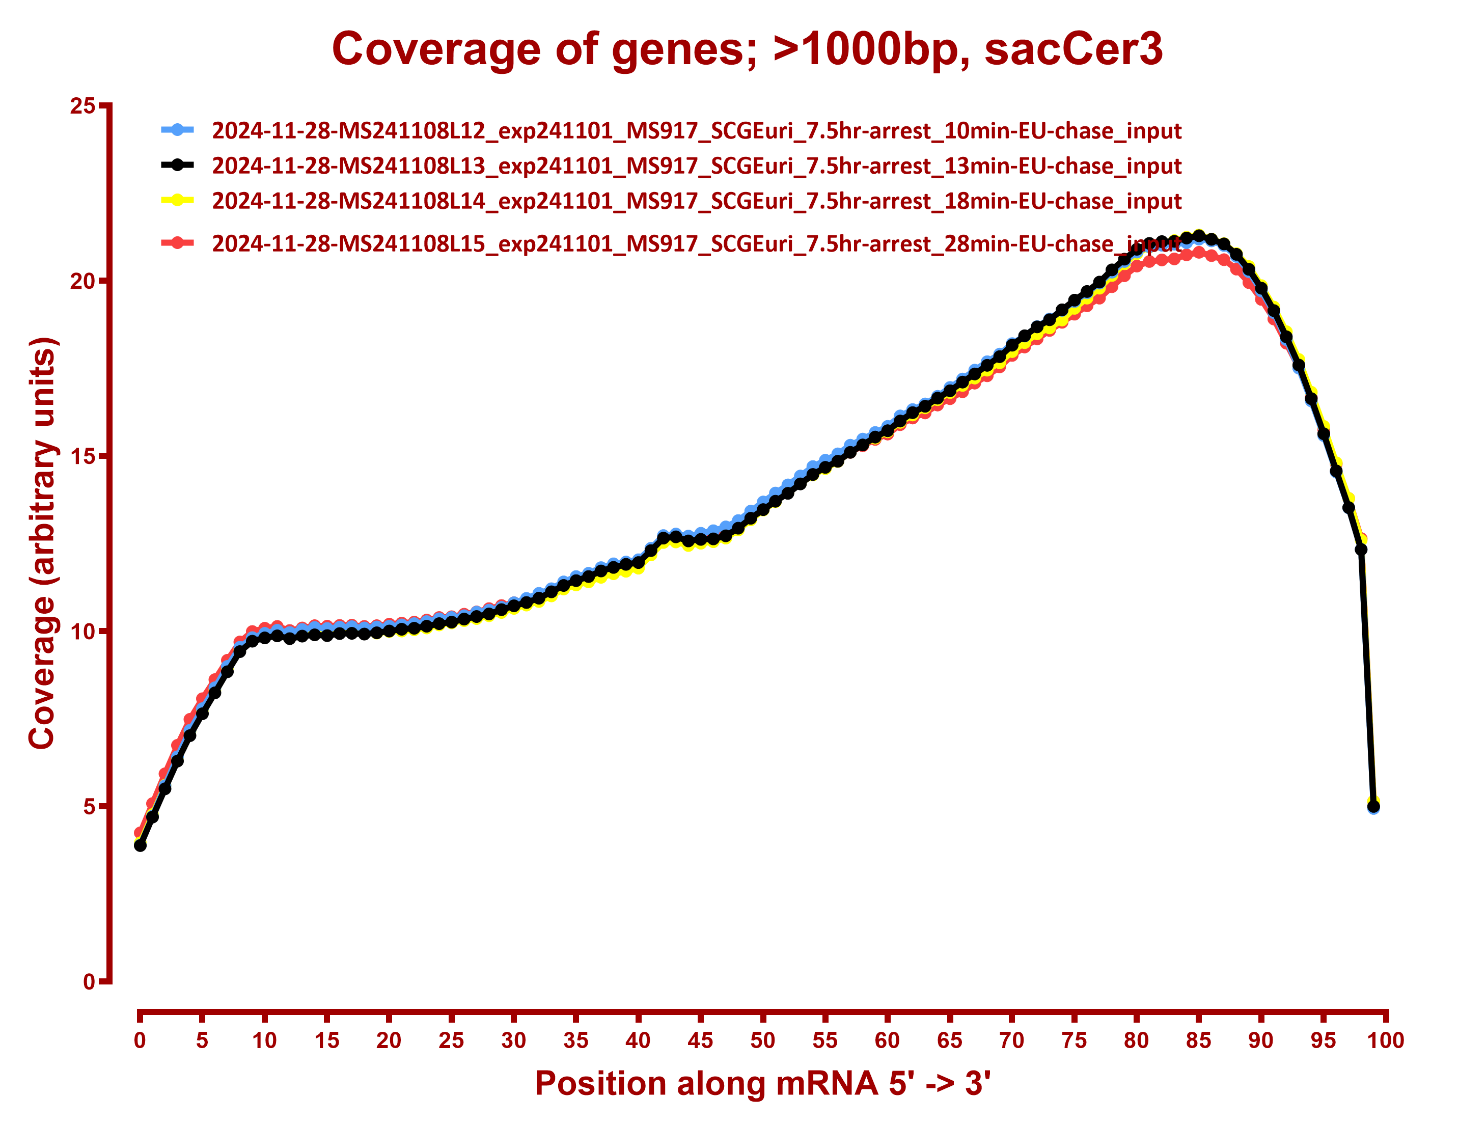 Coverage of genes; >1000bp, sacCer3
25
2024-11-28-MS241108L12_exp241101_MS917_SCGEuri_7.5hr-arrest_10min-EU-chase_input
2024-11-28-MS241108L13_exp241101_MS917_SCGEuri_7.5hr-arrest_13min-EU-chase_input
2024-11-28-MS241108L14_exp241101_MS917_SCGEuri_7.5hr-arrest_18min-EU-chase_input
2024-11-28-MS241108L15_exp241101_MS917_SCGEuri_7.5hr-arrest_28min-EU-chase_input
20
15
10
5
0
Coverage (arbitrary units)
0 5 10 15 20 25 30 35 40 45 50 55 60 65 70 75 80 85 90 95 100
Position along mRNA 5' -> 3'